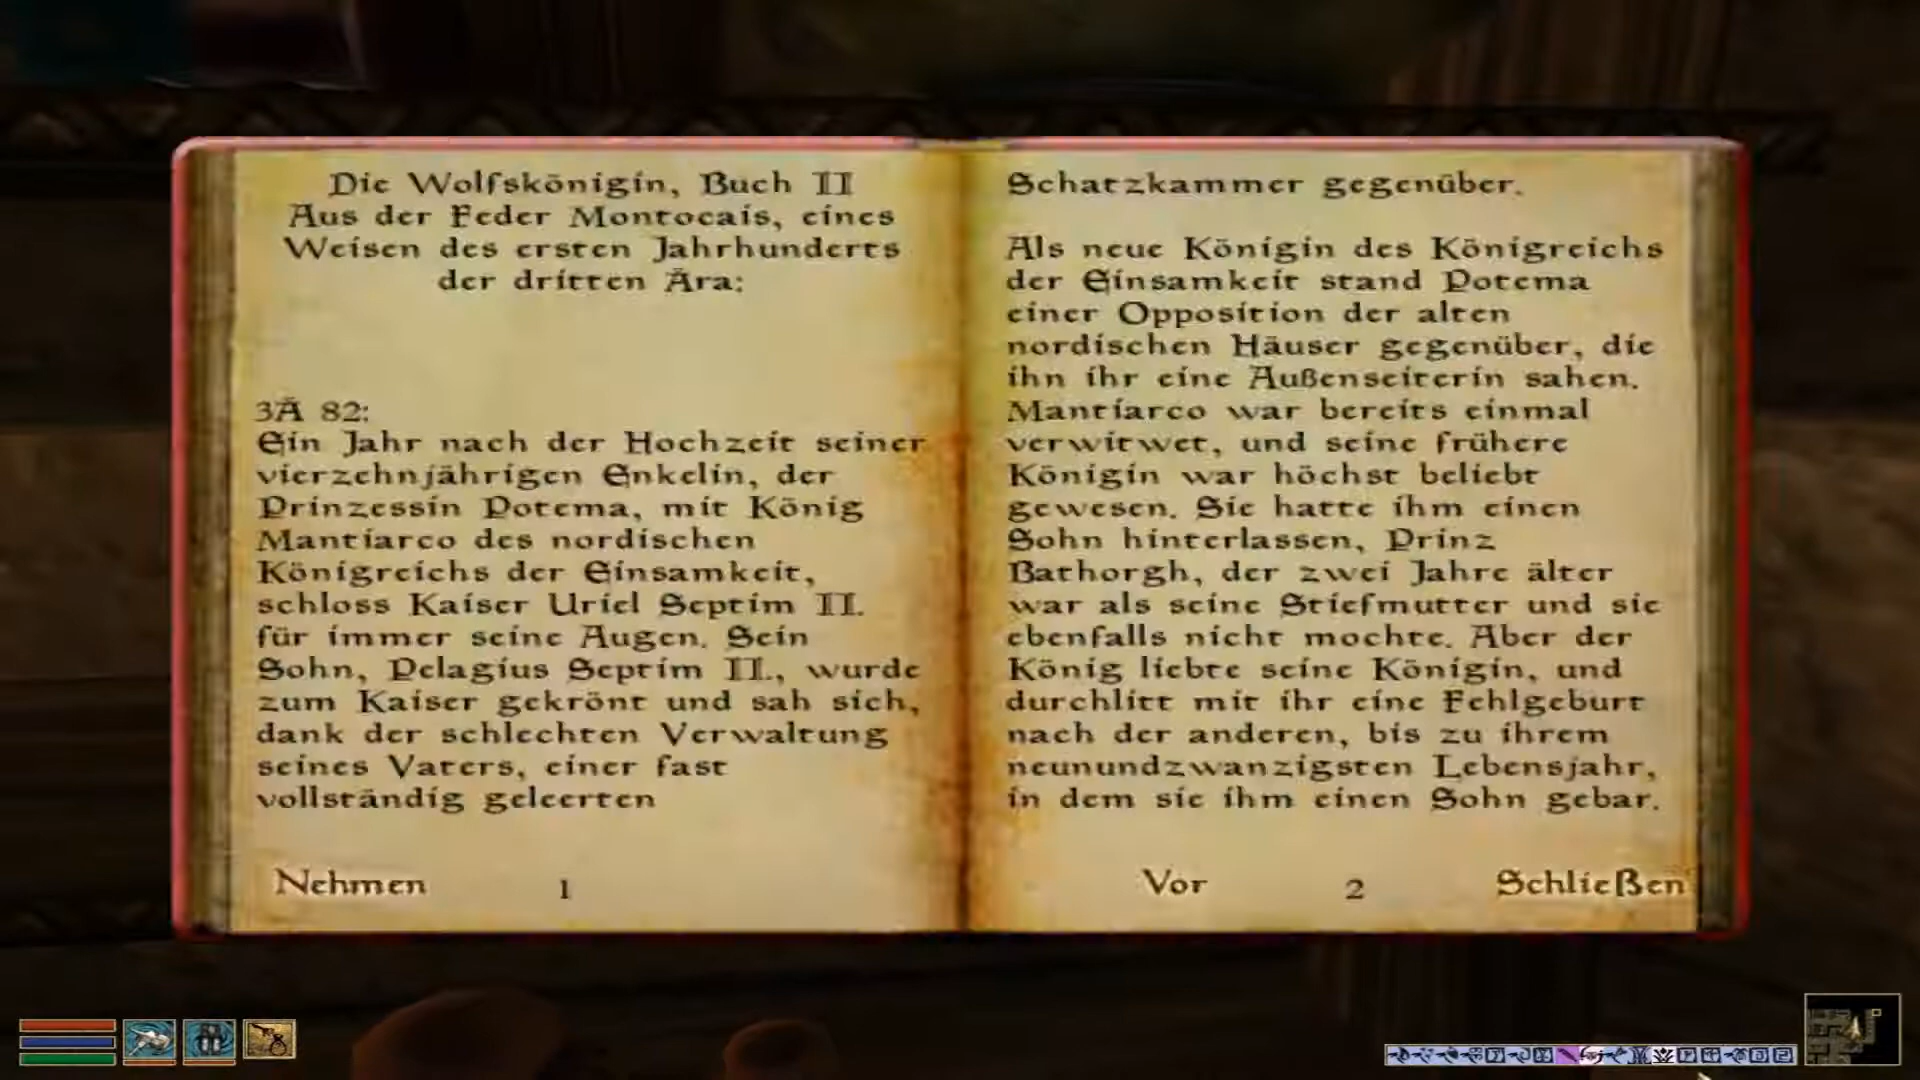 Die Wolfskönigin, Buch II
Aus der Feder Montocais, eines
Weisen des ersten Jahrhunderts
der dritten Ära:
3Ä 82:
Ein Jahr nach der Hochzeit seiner
vierzehnjährigen Enkelin, der
Prinzessin Potema, mit König
Mantiarco des nordischen
Königreichs der Einsamkeit,
schloss Kaiser Uriel Septim II.
für immer seine Augen. Sein
Sohn, Pelagius Septim II., wurde
zum Kaiser gekrönt und sah sich,
dank der schlechten Verwaltung
seines Vaters, einer fast
vollständig geleerten
Schatzkammer gegenüber.
Als neue Königin des Königreichs
der Einsamkeit stand Potema
einer Opposition der alten
nordischen Häuser gegenüber, die
ihn ihr eine Außenseiterin sahen.
Mantiarco war bereits einmal
verwitwet, und seine frühere
Königin war höchst beliebt
gewesen. Sie hatte ihm einen
Sohn hinterlassen, Prinz
Bathorgh, der zwei Jahre älter
war als seine Stiefmutter und sie
ebenfalls nicht mochte. Aber der
König liebte seine Königin, und
durchlitt mit ihr eine Fehlgeburt
nach der anderen, bis zu ihrem
neunundzwanzigsten Lebensjahr,
in dem sie ihm einen Sohn gebar.
Nehmen 1 Vor 2 Schließen